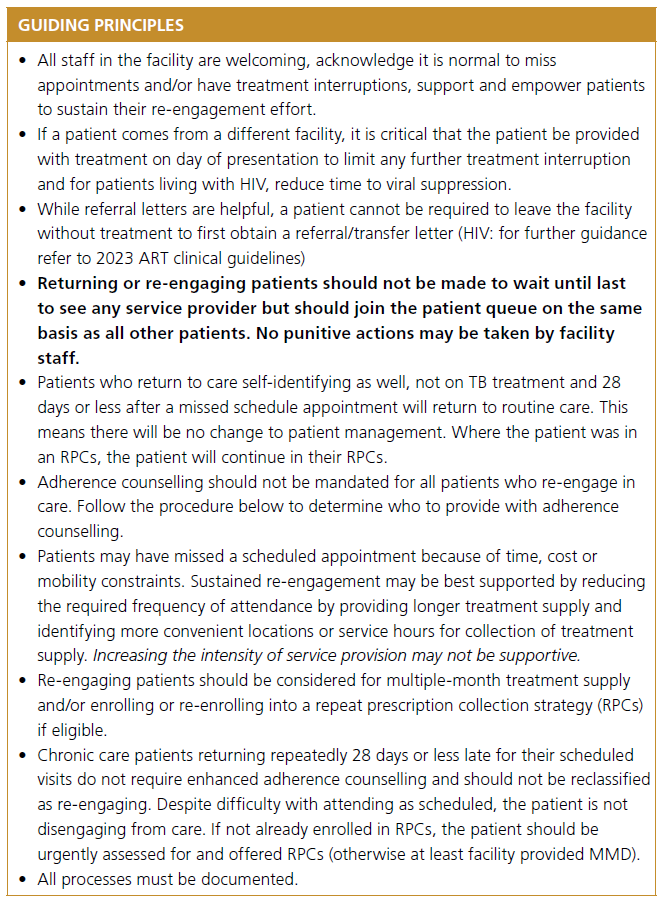 GUIDING PRINCIPLES
• All staff in the facility are welcoming, acknowledge it is normal to miss
appointments and/or have treatment interruptions, support and empower patients
to sustain their re-engagement effort.
• If a patient comes from a different facility, it is critical that the patient be provided
with treatment on day of presentation to limit any further treatment interruption
and for patients living with HIV, reduce time to viral suppression.
• While referral letters are helpful, a patient cannot be required to leave the facility
without treatment to first obtain a referral/transfer letter (HIV: for further guidance
refer to 2023 ART clinical guidelines)
• Returning or re-engaging patients should not be made to wait until last
to see any service provider but should join the patient queue on the same
basis as all other patients. No punitive actions may be taken by facility
staff.
• Patients who return to care self-identifying as well, not on TB treatment and 28
days or less after a missed schedule appointment will return to routine care. This
means there will be no change to patient management. Where the patient was in
an RPCs, the patient will continue in their RPCs.
• Adherence counselling should not be mandated for all patients who re-engage in
care. Follow the procedure below to determine who to provide with adherence
counselling.
• Patients may have missed a scheduled appointment because of time, cost or
mobility constraints. Sustained re-engagement may be best supported by reducing
the required frequency of attendance by providing longer treatment supply and
identifying more convenient locations or service hours for collection of treatment
supply. Increasing the intensity of service provision may not be supportive.
• Re-engaging patients should be considered for multiple-month treatment supply
and/or enrolling or re-enrolling into a repeat prescription collection strategy (RPCs)
if eligible.
• Chronic care patients returning repeatedly 28 days or less late for their scheduled
visits do not require enhanced adherence counselling and should not be reclassified
as re-engaging. Despite difficulty with attending as scheduled, the patient is not
disengaging from care. If not already enrolled in RPCs, the patient should be
urgently assessed for and offered RPCs (otherwise at least facility provided MMD).
• All processes must be documented.